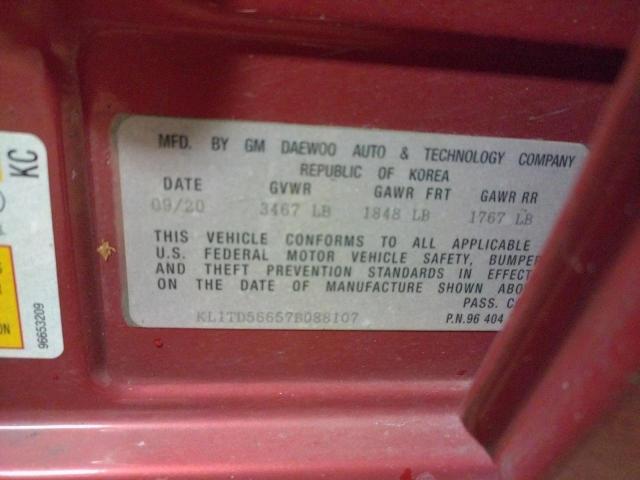 MFD. BY GM DAEWOO AUTO & TECHNOLOGY COMPANY
REPUBLIC OF KOREA
DATE GVWR GAWR FRT GAWR RR
09/20 3467 LB 1848 LB 1767 LB
THIS VEHICLE CONFORMS TO ALL APPLICABLE
U.S. FEDERAL MOTOR VEHICLE SAFETY, BUMPER
AND THEFT PREVENTION STANDARDS IN EFFECT
ON THE DATE OF MANUFACTURE SHOWN ABO
PASS. C
KL1TD56657B088107 P.N.96 404
KC
96653209
ON